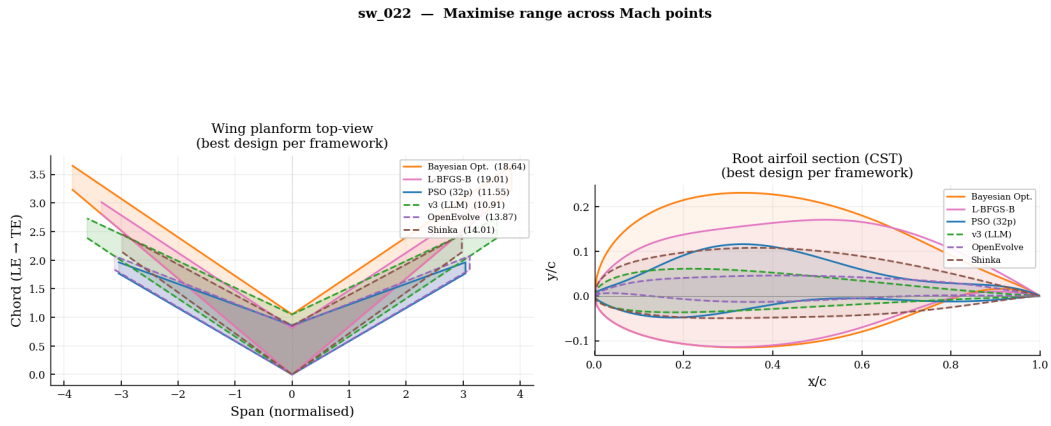 sw_022 — Maximise range across Mach points
Wing planform top-view
(best design per framework)
Chord (LE → TE)
3.5
3.0
2.5
2.0
1.5
1.0
0.5
0.0
−4
−3
−2
−1
0
1
2
3
4
Span (normalised)
Bayesian Opt. (18.64)
L-BFGS-B (19.01)
PSO (32p) (11.55)
v3 (LLM) (10.91)
OpenEvolve (13.87)
Shinka (14.01)
Root airfoil section (CST)
(best design per framework)
y/c
0.2
0.1
0.0
−0.1
0.0
0.2
0.4
0.6
0.8
1.0
x/c
Bayesian Opt.
L-BFGS-B
PSO (32p)
v3 (LLM)
OpenEvolve
Shinka